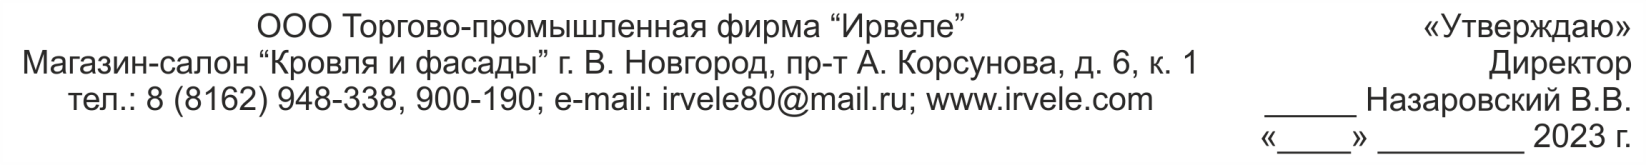 ООО Торгово-промышленная фирма “Ирвеле”
Магазин-салон “Кровля и фасады” г. В. Новгород, пр-т А. Корсунова, д. 6, к. 1
тел.: 8 (8162) 948-338, 900-190; e-mail: irvele80@mail.ru; www.irvele.com
«Утверждаю»
Директор
_____ Назаровский В.В.
«____» ________ 2023 г.